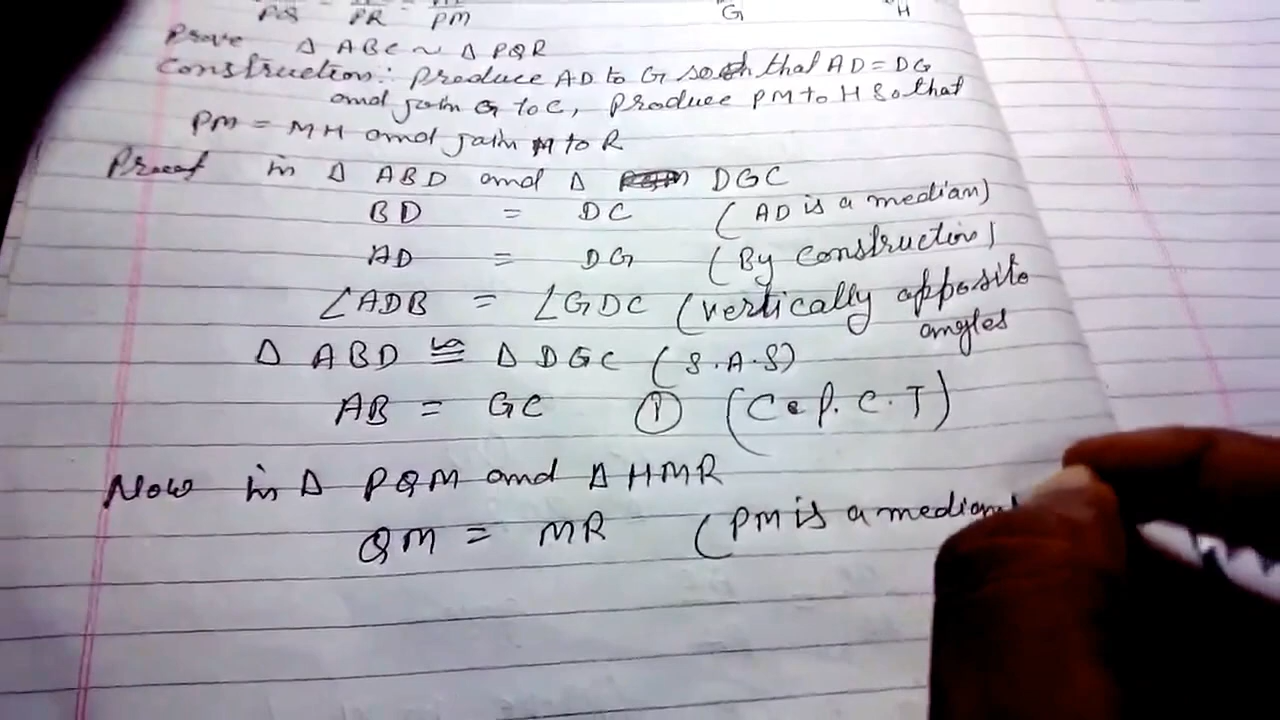 PQ PR PM
G H
Prove Δ ABC ~ Δ PQR
Construction: Produce AD to G so that AD = DG
and join G to C, Produce PM to H so that
PM = MH and join M to R
Proof in Δ ABD and Δ DGC
BD = DC (AD is a median)
AD = DG (By Construction)
∠ADB = ∠GDC (vertically opposite
angles
Δ ABD ≅ Δ DGC (S.A.S)
AB = GC ① (C.P.C.T)
Now in Δ PQM and Δ HMR
QM = MR (PM is a median